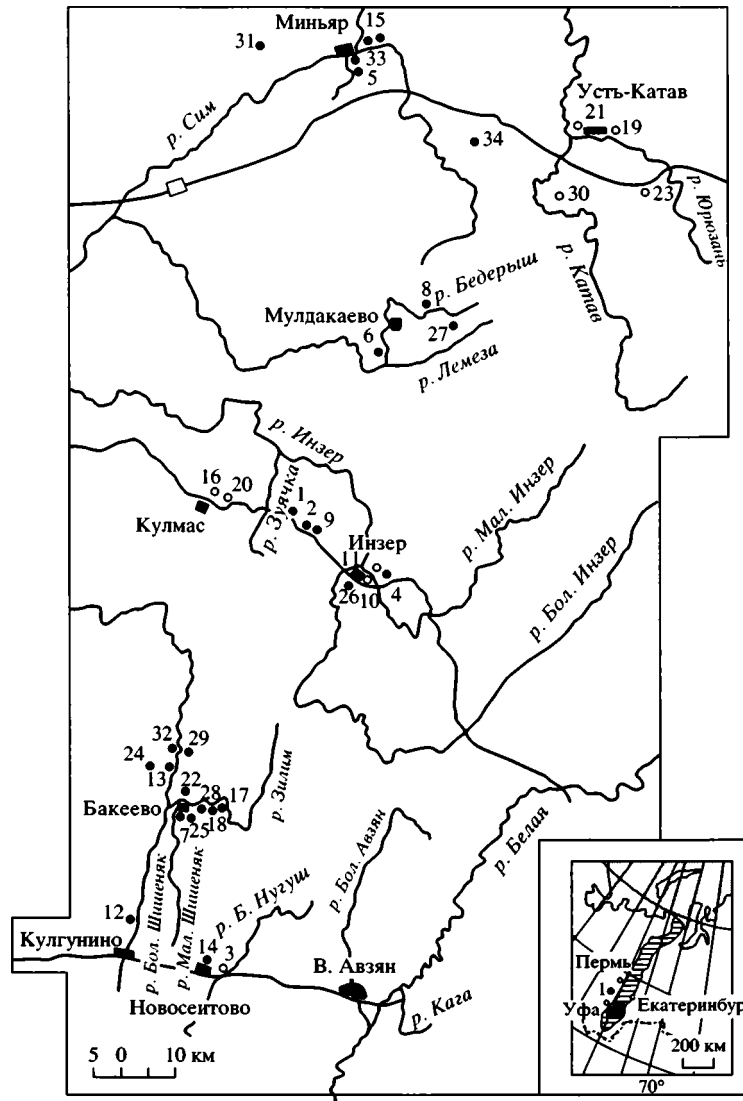 Миньяр
15
31
33
5
Усть-Катав
21
19
р. Сим
34
30
23
р. Юрюзань
р. Катав
8
р. Бедерыш
Мулдакаево
6
27
р. Лемеза
р. Инзер
16
20
р. Зуячка
1
2
9
Кулмас
р. Мал. Инзер
Инзер
1
26
10
4
р. Бол. Инзер
32
29
24
13
22
28
17
р. Зилим
Бакеево
7
25
18
р. Бол. Авзян
р. Белая
р. Бол. Шишеняк
р. Мал. Шишеняк
12
р. Б. Нугуш
Кулгунино
14
3
В. Авзян
Новосеитово
р. Кага
5 0 10 км
Пермь
1
Уфа
Екатеринбург
200 км
70°